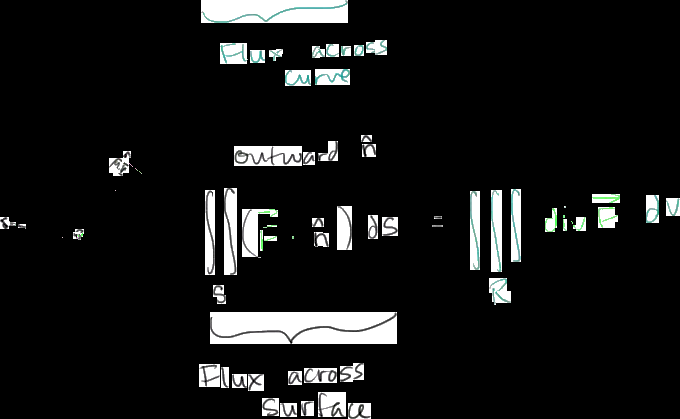 Flux across
curve
outward n̂
∬(F⃗ · n̂) dS = ∭ div F⃗ dV
S R
Flux across
surface